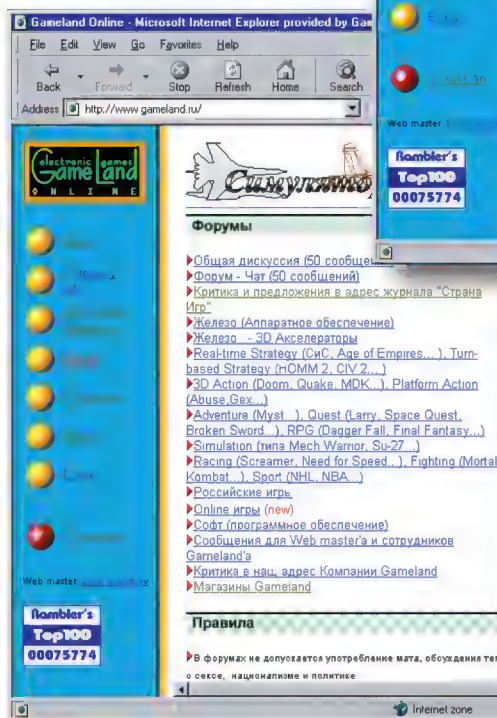 Gameland Online - Microsoft Internet Explorer provided by
File Edit View Go Favorites Help
Back Forward Stop Refresh Home Search
Address http://www.gameland.ru/
Web master
Rambler's
Top100
00075774
electronic games
Game Land
ONLINE
Форумы
Общая дискуссия (50
Форум - Чат (50 сообщений)
Критика и предложения в адрес журнала "Страна
Игр"
Железо (Аппаратное обеспечение)
Железо - 3D Акселераторы
Real-time Strategy (СиС, Age of Empires...), Turn-
based Strategy (HOMM 2, CIV 2...)
3D Action (Doom, Quake, MDK...), Platform Action
(Abuse,Gex...)
Adventure (Myst...), Quest (Larry, Space Quest,
Broken Sword...), RPG (Dagger Fall, Final Fantasy...)
Simulation (типа Mech Warrior, Su-27...)
Racing (Screamer, Need for Speed...), Fighting (Mortal
Kombat...), Sport (NHL, NBA...)
Российские игры
Online игры (new)
Софт (программное обеспечение)
Сообщения для Web master'а и сотрудников
Gameland'а
Критика в наш адрес Компании Gameland
Магазины Gameland
Правила
В форумах не допускается употребление мата, обсуждения
о сексе, национализме и политике
Web master
Rambler's
Top100
00075774
Internet zone